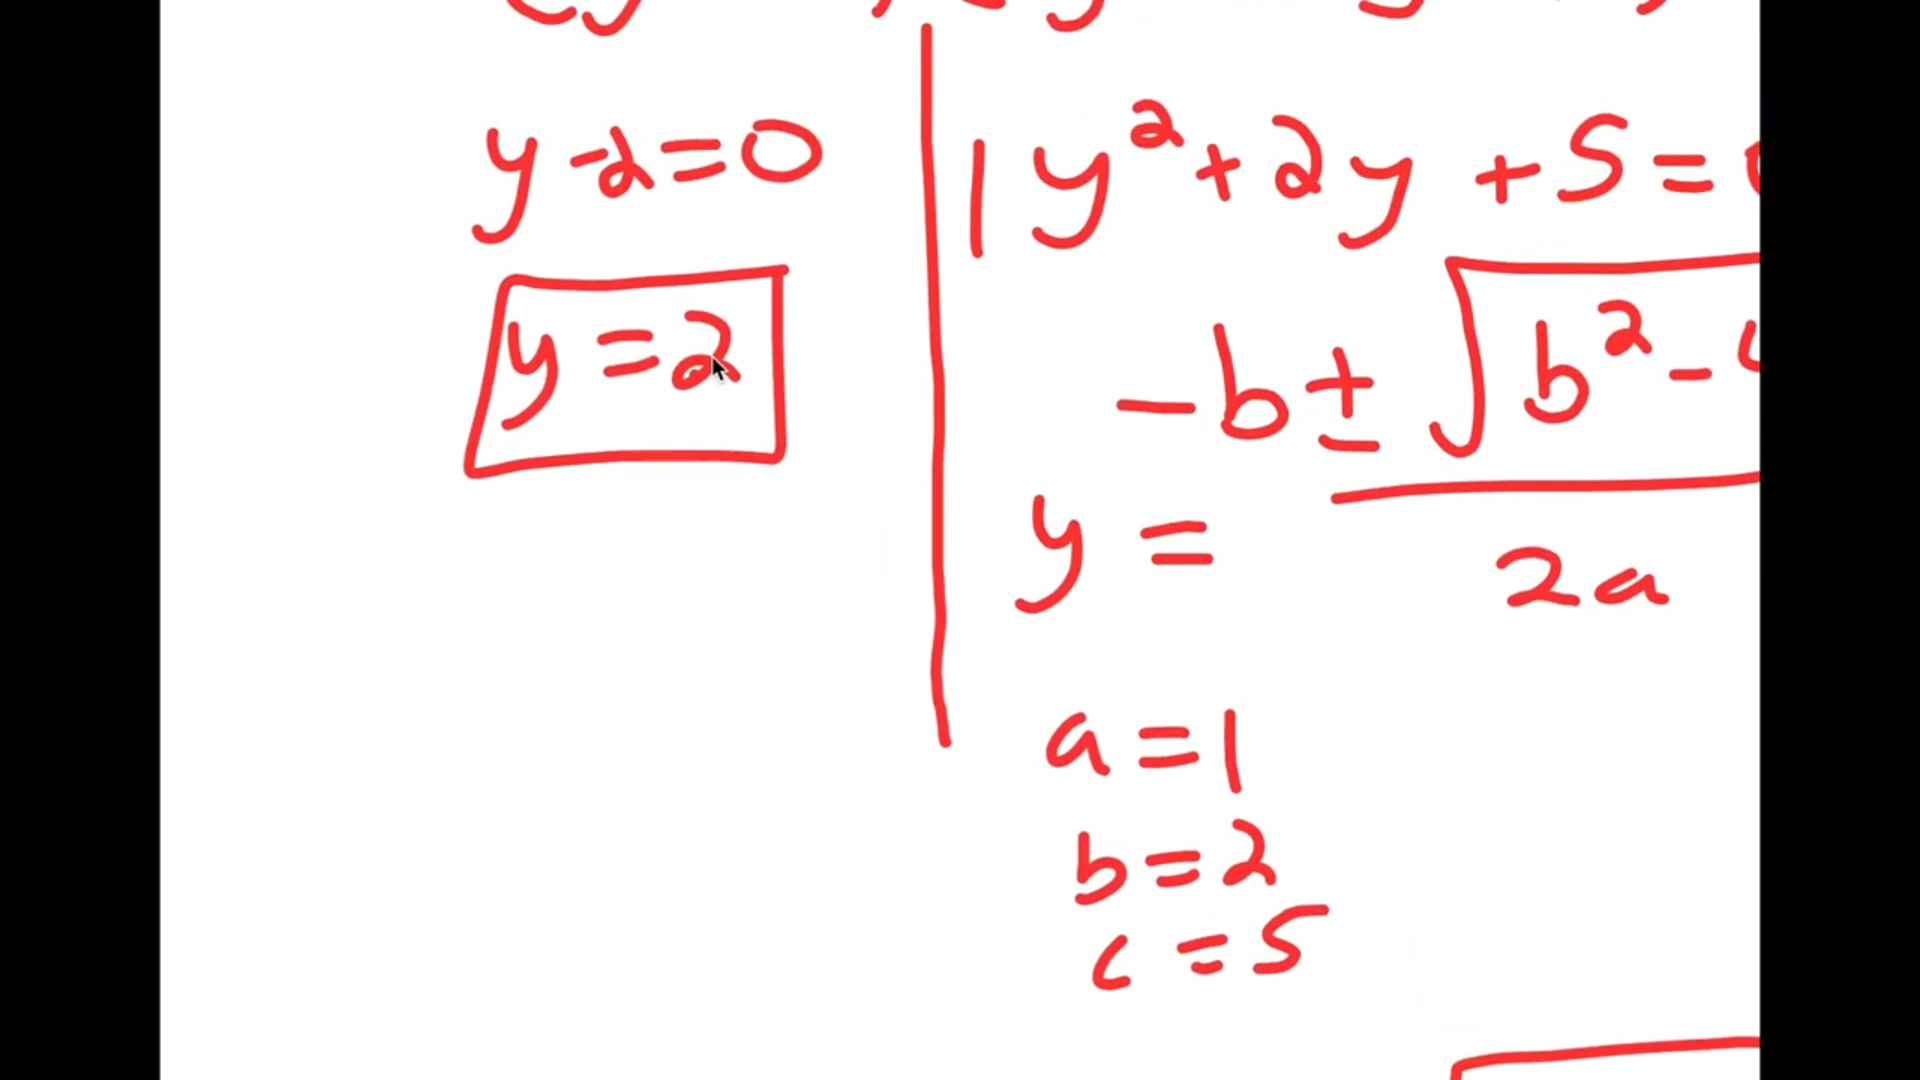 y-2=0
y=2
1y²+2y+5=
-b±√b²-
y=
2a
a=1
b=2
c=5